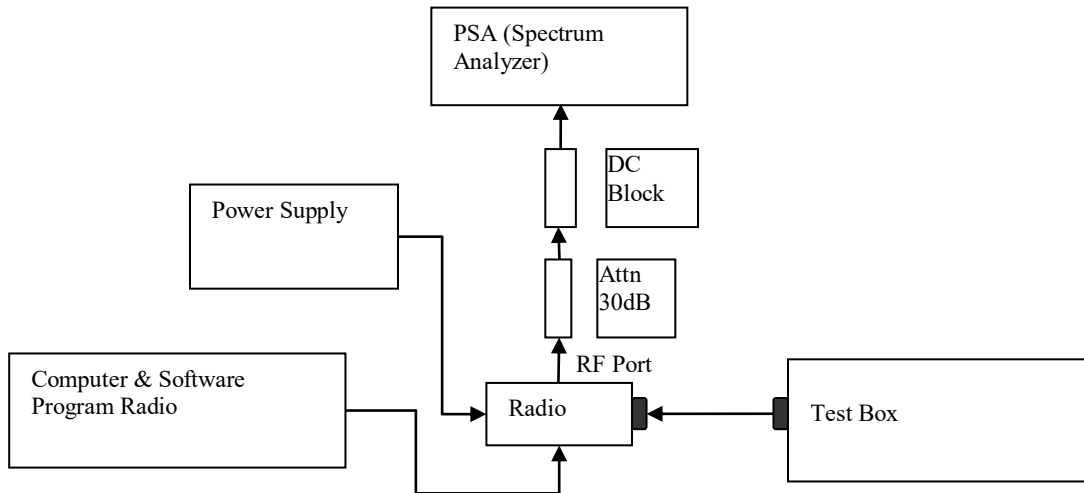 PSA (Spectrum
Analyzer)
DC
Block
Power Supply
Attn
30dB
RF Port
Computer & Software
Program Radio
Radio
Test Box